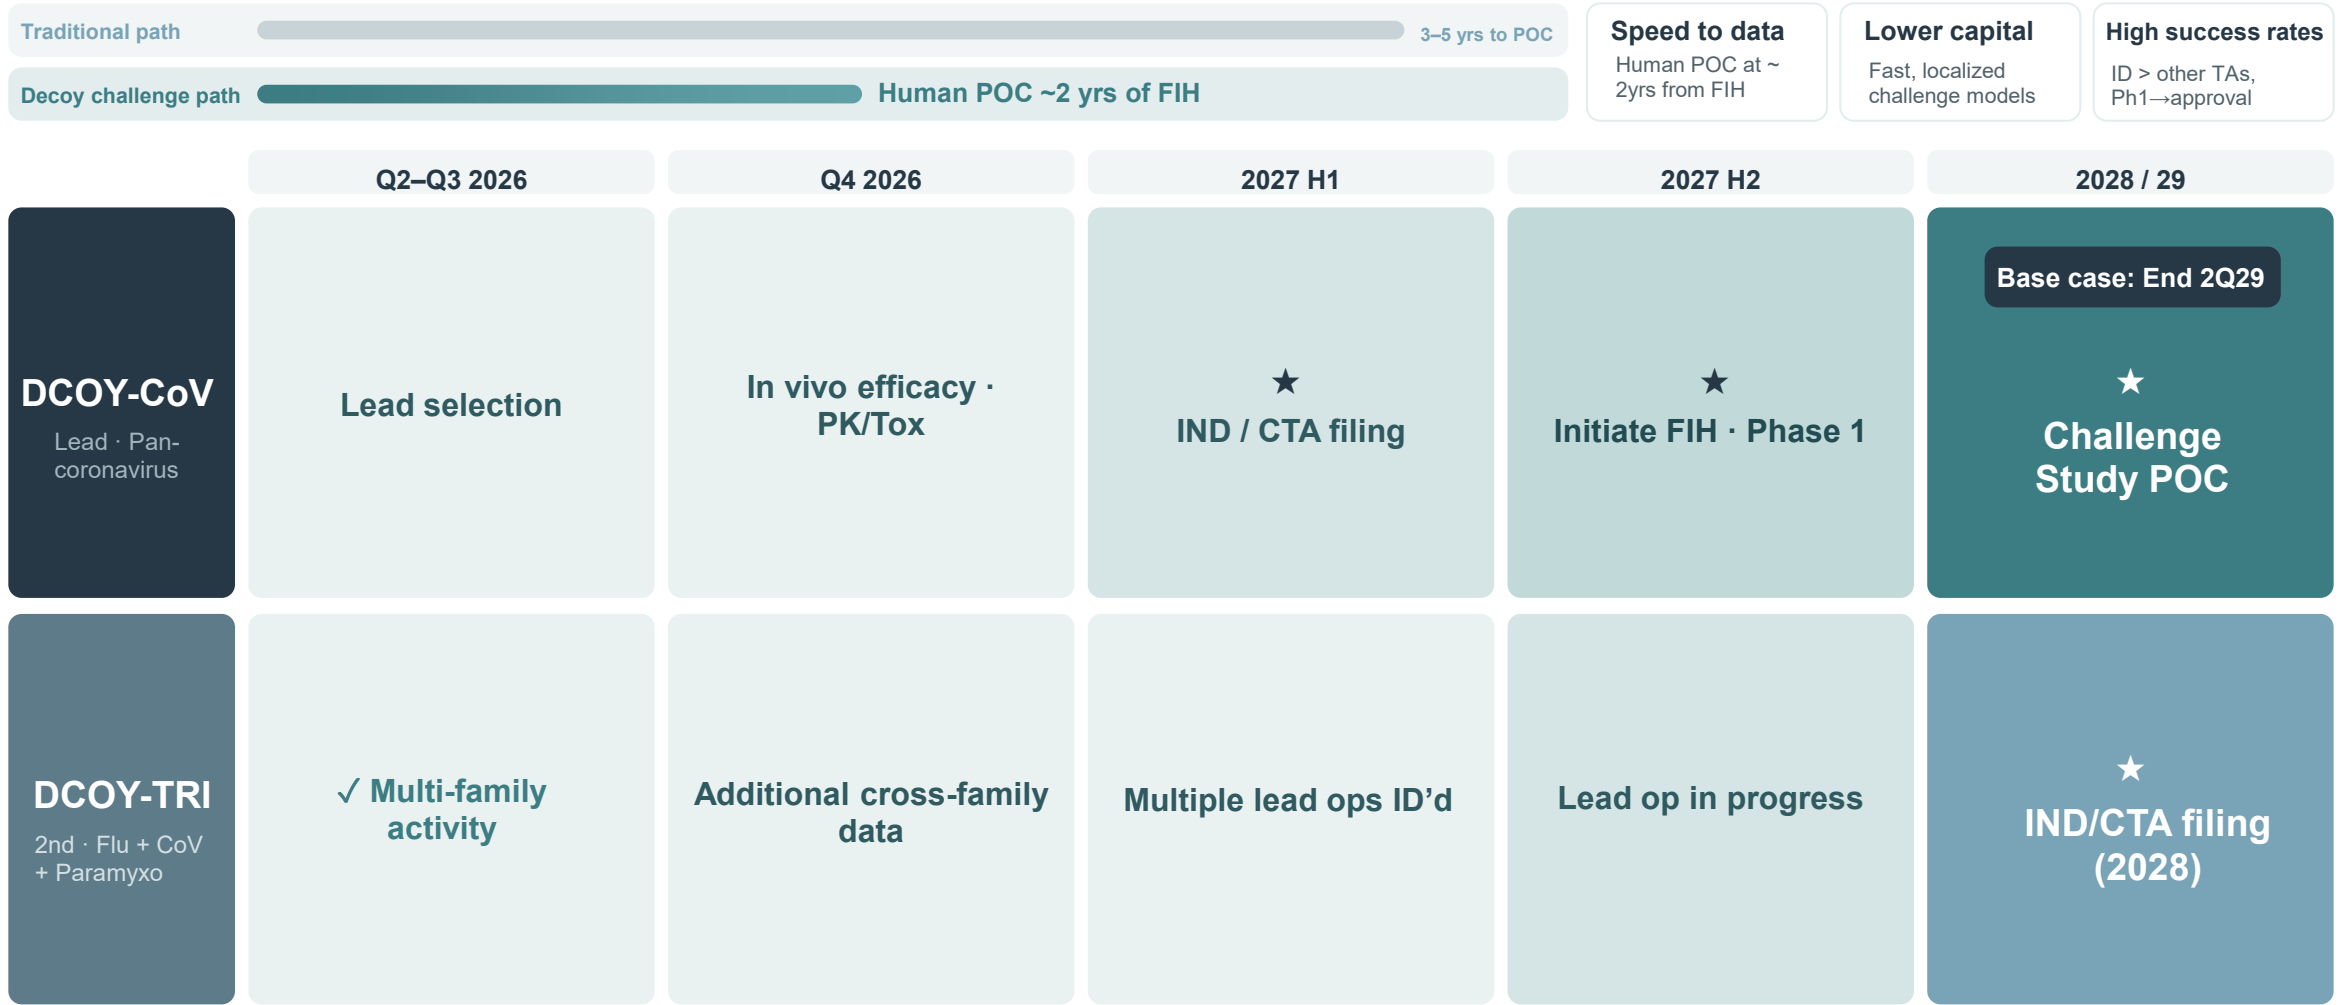 Traditional path
3–5 yrs to POC
Decoy challenge path
Human POC ~2 yrs of FIH
Speed to data
Human POC at ~
2yrs from FIH
Lower capital
Fast, localized
challenge models
High success rates
ID > other TAs,
Ph1→approval
Q2–Q3 2026
Q4 2026
2027 H1
2027 H2
2028 / 29
DCOY-CoV
Lead · Pan-
coronavirus
Lead selection
In vivo efficacy ·
PK/Tox
★
IND / CTA filing
★
Initiate FIH · Phase 1
Base case: End 2Q29
★
Challenge
Study POC
DCOY-TRI
2nd · Flu + CoV
+ Paramyxo
✓ Multi-family
activity
Additional cross-family
data
Multiple lead ops ID’d
Lead op in progress
★
IND/CTA filing
(2028)